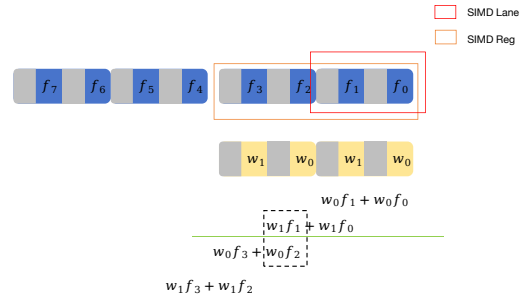 SIMD Lane
SIMD Reg
f₇ f₆ f₅ f₄ f₃ f₂ f₁ f₀
w₁ w₀ w₁ w₀
w₀f₁ + w₀f₀
w₁f₁ + w₁f₀
w₀f₃ + w₀f₂
w₁f₃ + w₁f₂